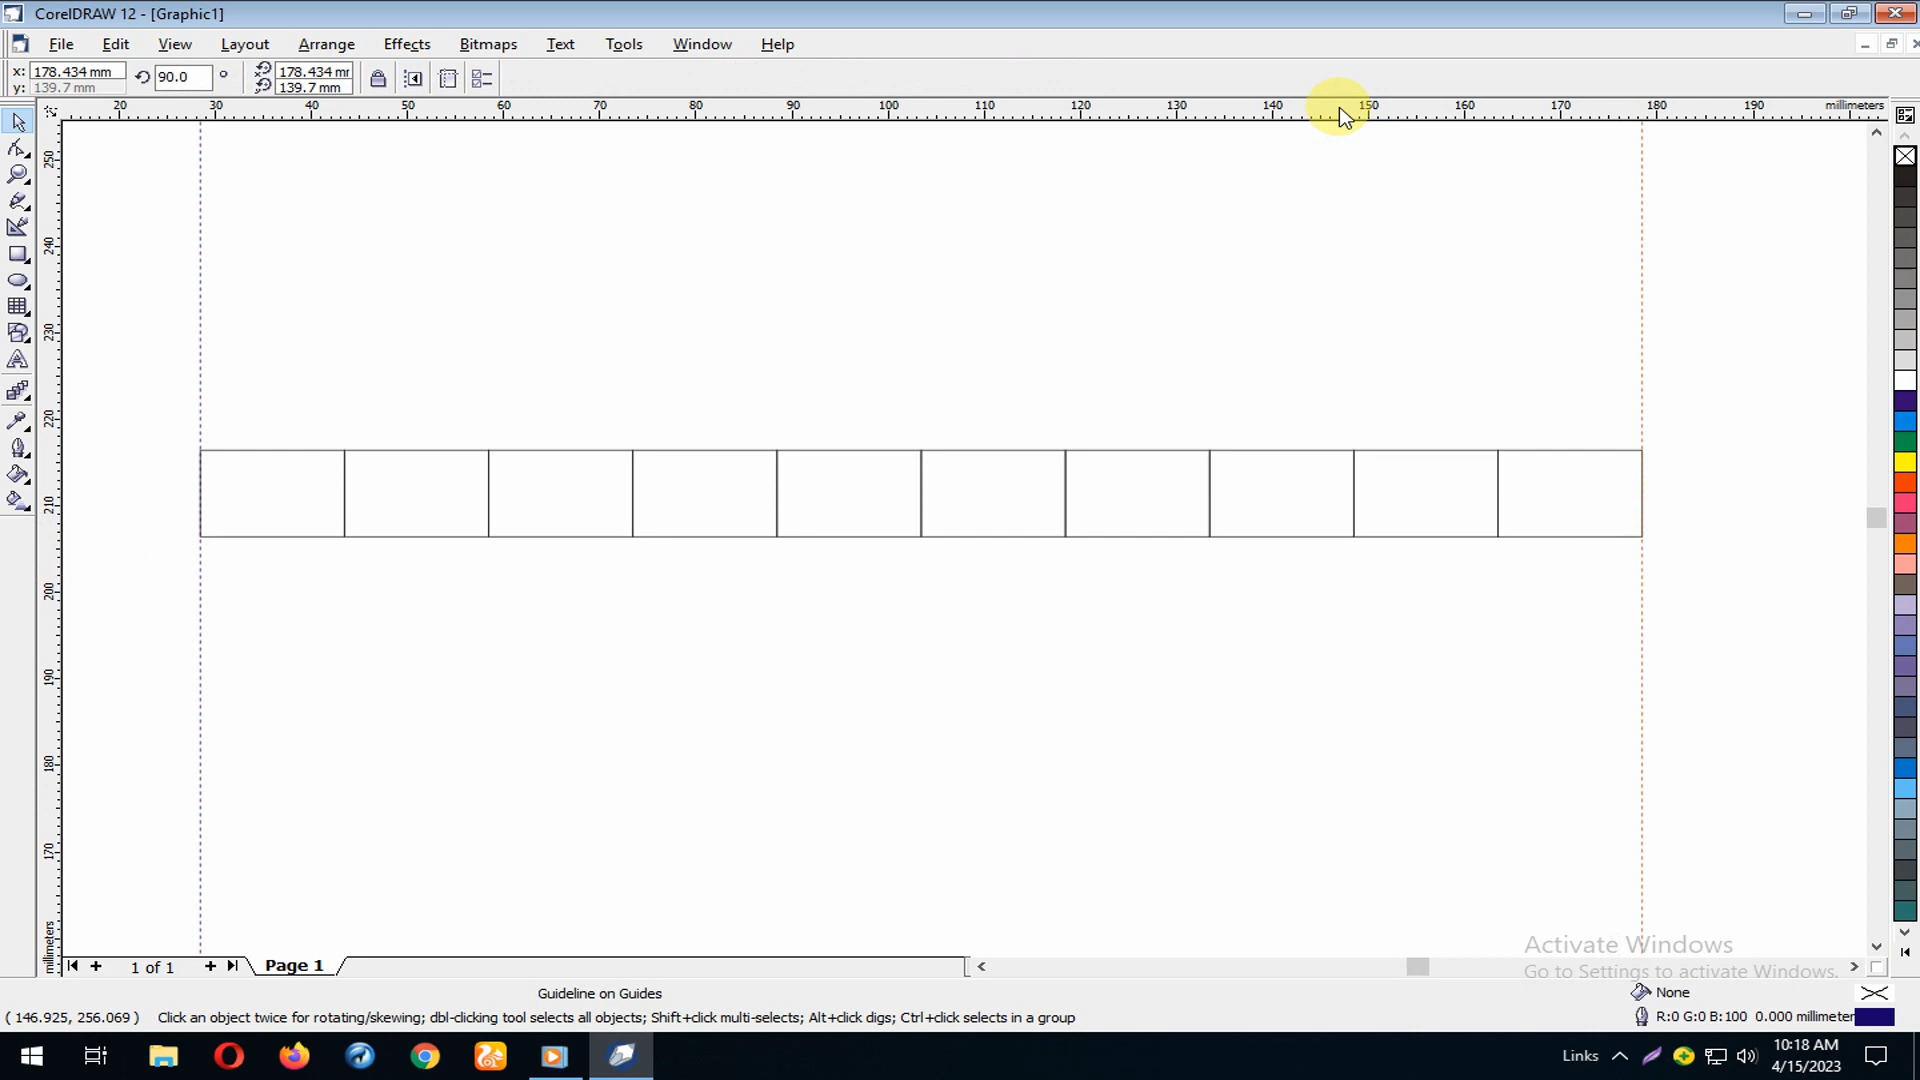 CorelDRAW 12 - [Graphic1]
File Edit View Layout Arrange Effects Bitmaps Text Tools Window Help
x: 178.434 mm 90.0 ° 178.434 mm
y: 139.7 mm 139.7 mm
20 30 40 50 60 70 80 90 100 110 120 130 140 150 160 170 180 190 millimeters
250
240
230
220
210
200
190
180
170
millimeters
1 of 1 Page 1
Activate Windows
Go to Settings to activate Windows.
Guideline on Guides None
( 146.925, 256.069 ) Click an object twice for rotating/skewing; dbl-clicking tool selects all objects; Shift+click multi-selects; Alt+click digs; Ctrl+click selects in a group R:0 G:0 B:100 0.000 millimeter
Links 10:18 AM
4/15/2023